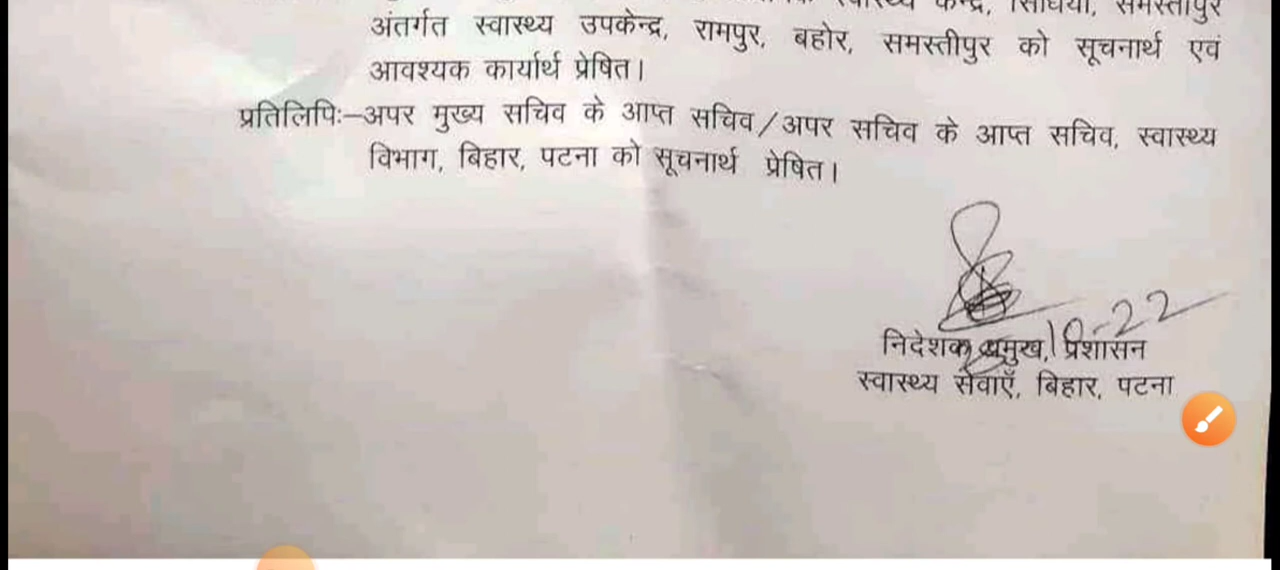 स्वास्थ्य केन्द्र, सिंघिया, समस्तीपुर
अंतर्गत स्वास्थ्य उपकेन्द्र, रामपुर, बहोर, समस्तीपुर को सूचनार्थ एवं
आवश्यक कार्यार्थ प्रेषित।
प्रतिलिपिः–अपर मुख्य सचिव के आप्त सचिव/अपर सचिव के आप्त सचिव, स्वास्थ्य
विभाग, बिहार, पटना को सूचनार्थ प्रेषित।
10-22
निदेशक प्रमुख, प्रशासन
स्वास्थ्य सेवाएँ, बिहार, पटना